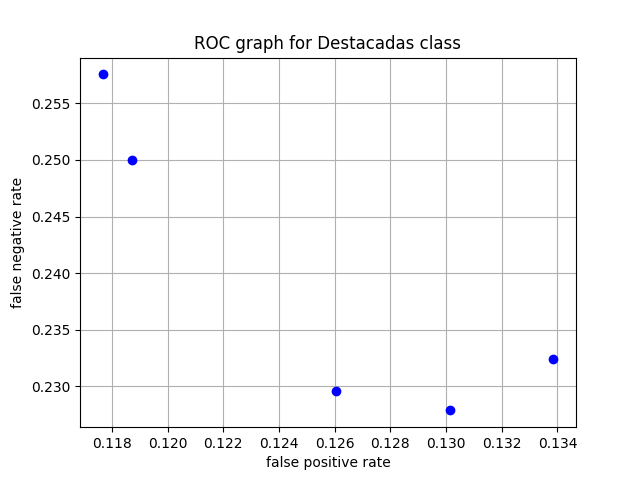 ROC graph for Destacadas class
false negative rate
0.255
0.250
0.245
0.240
0.235
0.230
0.118 0.120 0.122 0.124 0.126 0.128 0.130 0.132 0.134
false positive rate